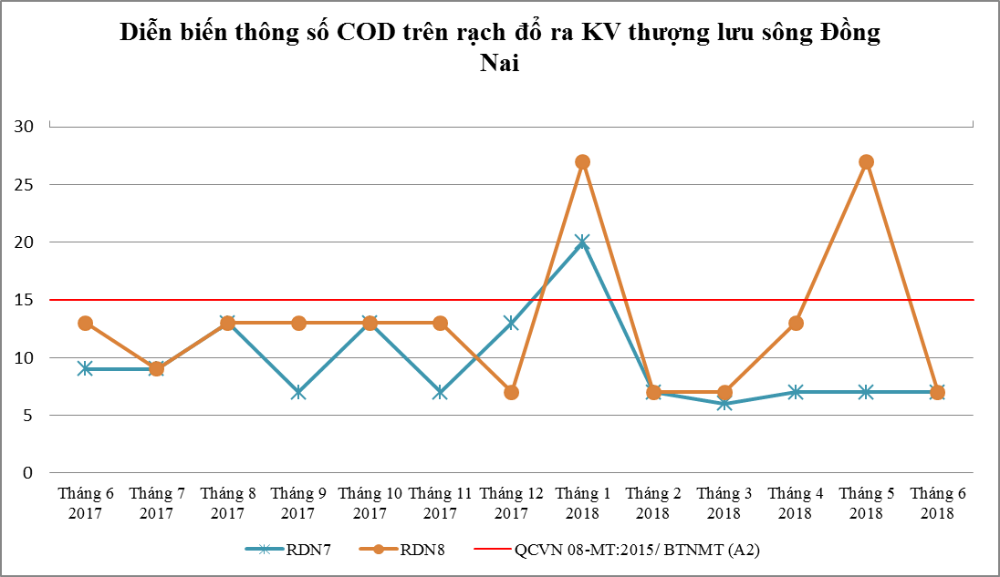 Diễn biến thông số COD trên rạch đổ ra KV thượng lưu sông Đồng
Nai
30
25
20
15
10
5
0
Tháng 6 Tháng 7 Tháng 8 Tháng 9 Tháng 10 Tháng 11 Tháng 12 Tháng 1 Tháng 2 Tháng 3 Tháng 4 Tháng 5 Tháng 6
2017 2017 2017 2017 2017 2017 2017 2018 2018 2018 2018 2018 2018
RDN7 RDN8 QCVN 08-MT:2015/ BTNMT (A2)